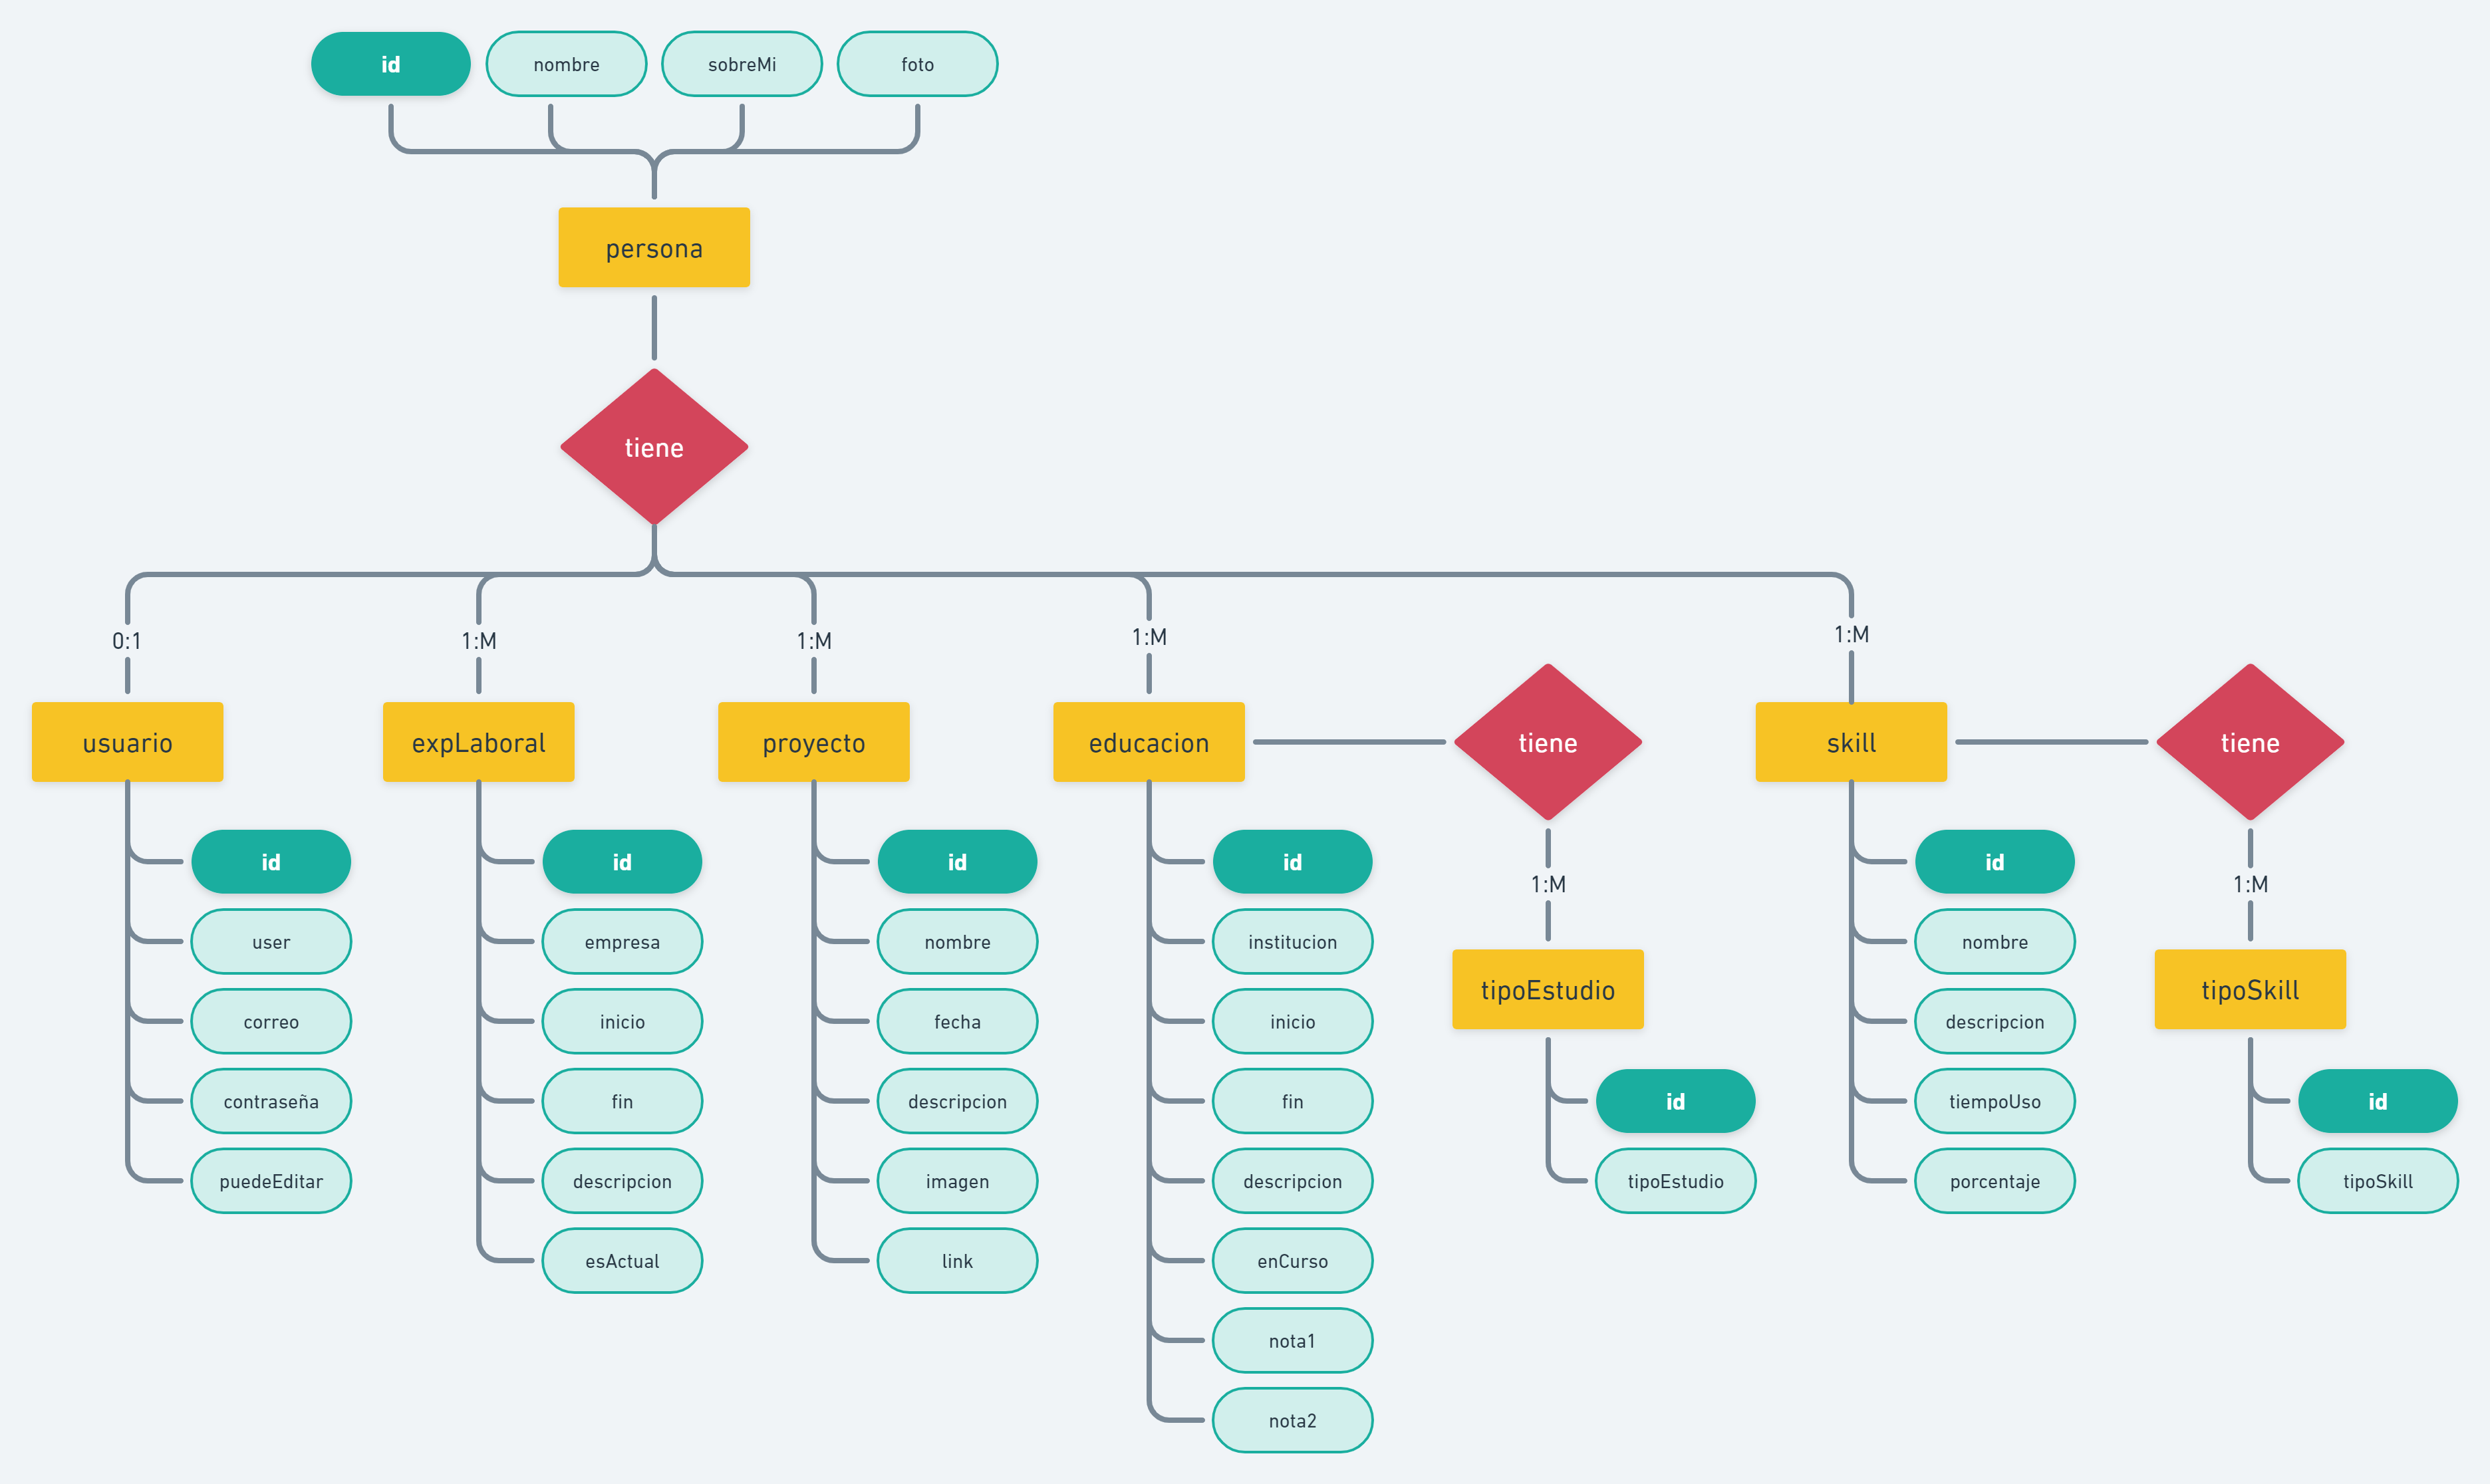 id
nombre
sobreMi
foto
persona
tiene
0:1
1:M
1:M
1:M
1:M
usuario
expLaboral
proyecto
educacion
tiene
skill
tiene
id
user
correo
contraseña
puedeEditar
id
empresa
inicio
fin
descripcion
esActual
id
nombre
fecha
descripcion
imagen
link
id
institucion
inicio
fin
descripcion
enCurso
nota1
nota2
1:M
tipoEstudio
id
tipoEstudio
id
nombre
descripcion
tiempoUso
porcentaje
1:M
tipoSkill
id
tipoSkill